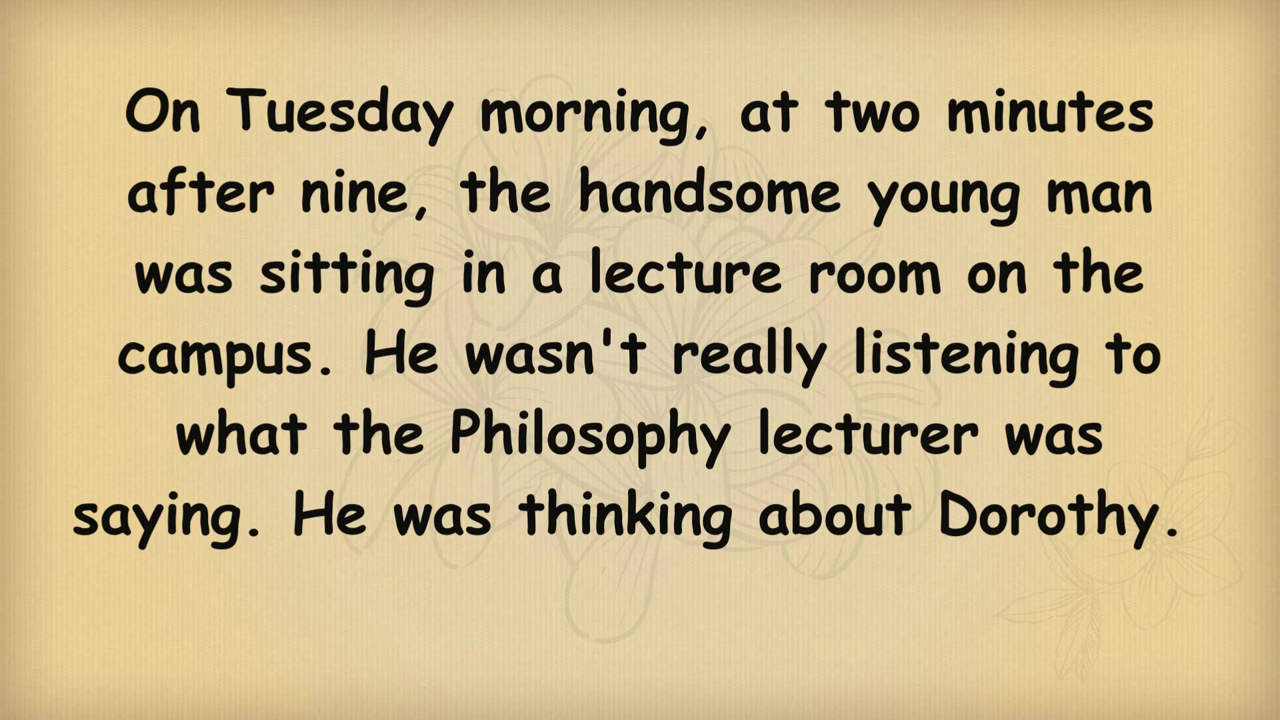 On Tuesday morning, at two minutes
after nine, the handsome young man
was sitting in a lecture room on the
campus. He wasn't really listening to
what the Philosophy lecturer was
saying. He was thinking about Dorothy.